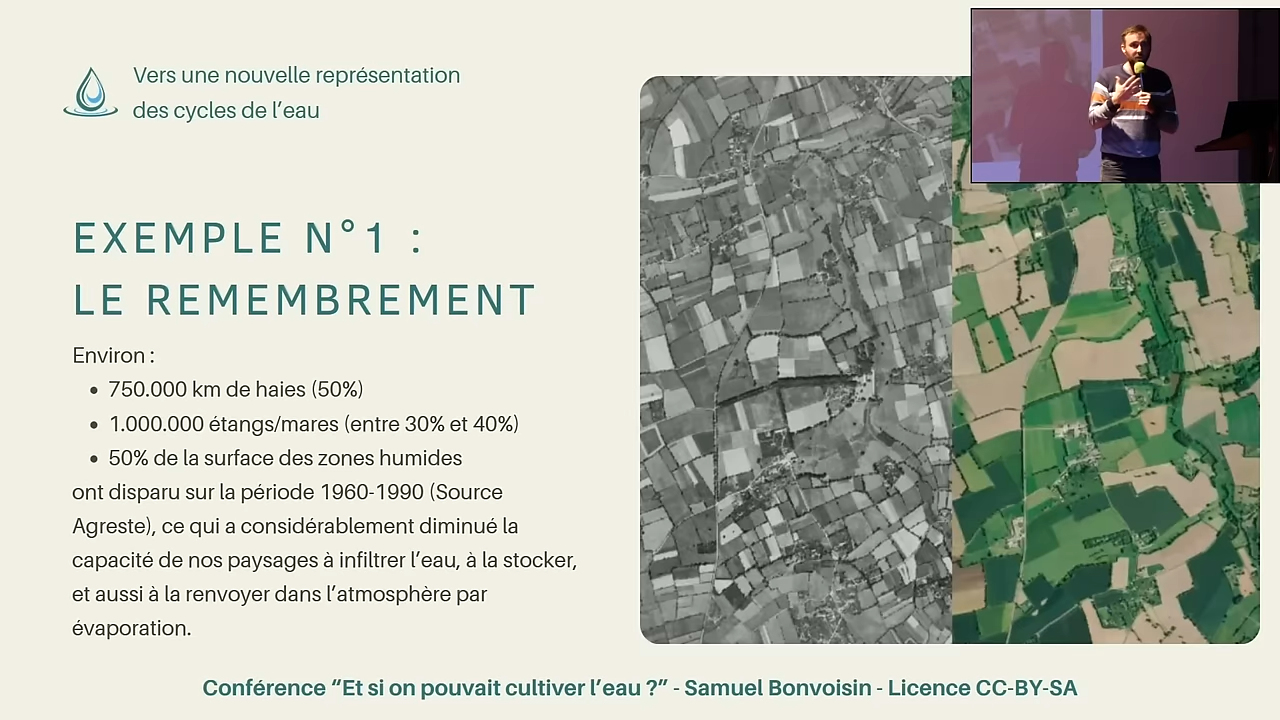 Vers une nouvelle représentation
des cycles de l’eau
EXEMPLE N°1 :
LE REMEMBREMENT
Environ :
• 750.000 km de haies (50%)
• 1.000.000 étangs/mares (entre 30% et 40%)
• 50% de la surface des zones humides
ont disparu sur la période 1960-1990 (Source
Agreste), ce qui a considérablement diminué la
capacité de nos paysages à infiltrer l’eau, à la stocker,
et aussi à la renvoyer dans l’atmosphère par
évaporation.
Conférence “Et si on pouvait cultiver l’eau ?” - Samuel Bonvoisin - Licence CC-BY-SA